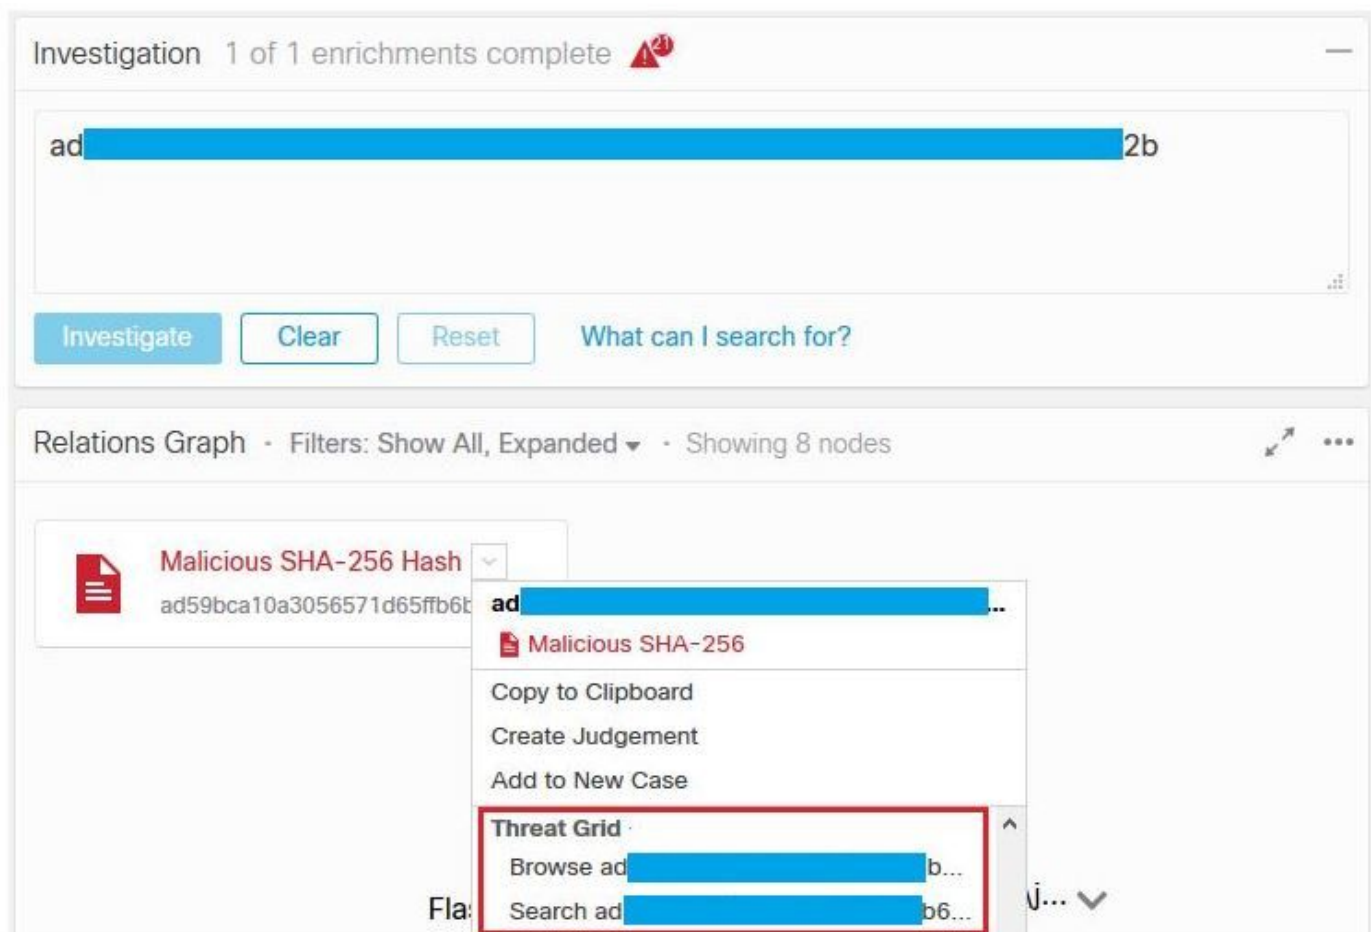 Investigation 1 of 1 enrichments complete 21
ad 2b
Investigate Clear Reset What can I search for?
Relations Graph · Filters: Show All, Expanded · Showing 8 nodes
Malicious SHA-256 Hash
ad59bca10a3056571d65ffb6b
ad ...
Malicious SHA-256
Copy to Clipboard
Create Judgement
Add to New Case
Threat Grid
Browse ad b...
Search ad b6...